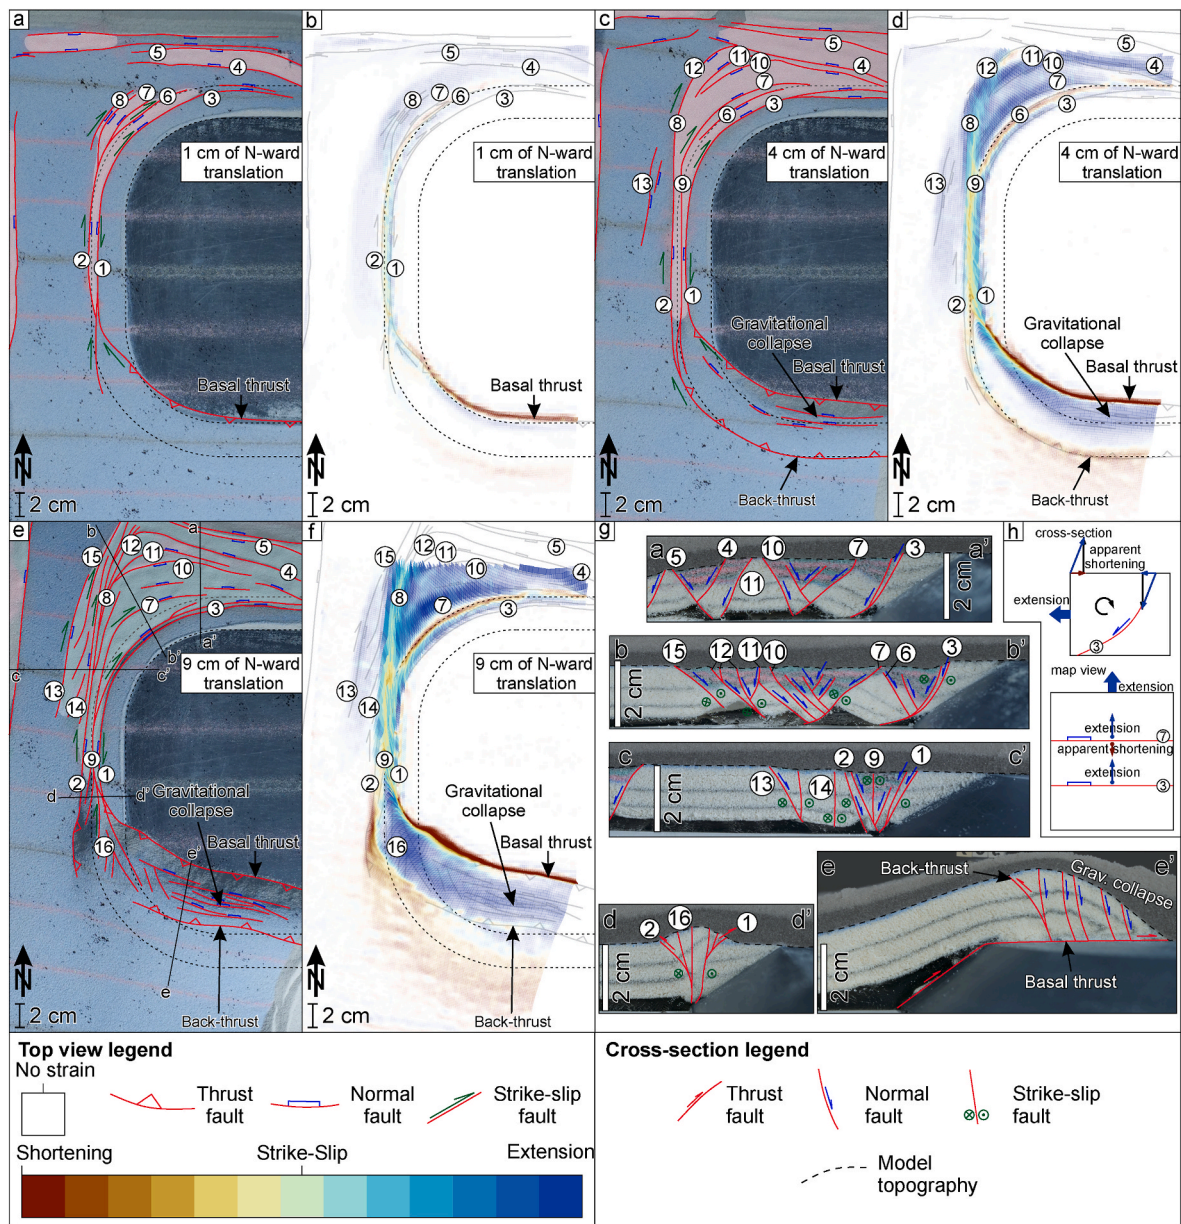 a
5
4
8
7
6
3
1 cm of N-ward
translation
2
1
Basal thrust
N
2 cm
b
5
4
8
7
6
3
1 cm of N-ward
translation
2
1
Basal thrust
N
2 cm
c
5
11
12
10
4
7
3
8
6
4 cm of N-ward
translation
13
9
1
2
Gravitational
collapse
Basal thrust
Back-thrust
N
2 cm
d
5
11
12
10
4
7
3
8
6
4 cm of N-ward
translation
13
9
1
2
Gravitational
collapse
Basal thrust
Back-thrust
N
2 cm
e
a
b
15
12
11
5
10
4
8
7
3
a'
b'
c
c'
9 cm of N-ward
translation
13
14
9
2
1
d
d'
Gravitational
collapse
Basal thrust
16
e'
e
Back-thrust
N
2 cm
f
15
12
11
10
4
8
7
3
9 cm of N-ward
translation
13
14
9
2
1
Gravitational
collapse
Basal thrust
16
Back-thrust
N
2 cm
g
a
5
4
10
7
3
a'
11
2 cm
b
15
12
11
10
7
6
3
b'
2 cm
c
2
9
1
c'
13
14
2 cm
d
16
d'
2
1
2 cm
e
Back-thrust
Grav. collapse
e'
Basal thrust
2 cm
h
cross-section
apparent
shortening
extension
3
map view
extension
extension
7
apparent shortening
extension
3
Top view legend
No strain
Thrust
fault
Normal
fault
Strike-slip
fault
Shortening
Strike-Slip
Extension
Cross-section legend
Thrust
fault
Normal
fault
Strike-slip
fault
Model
topography